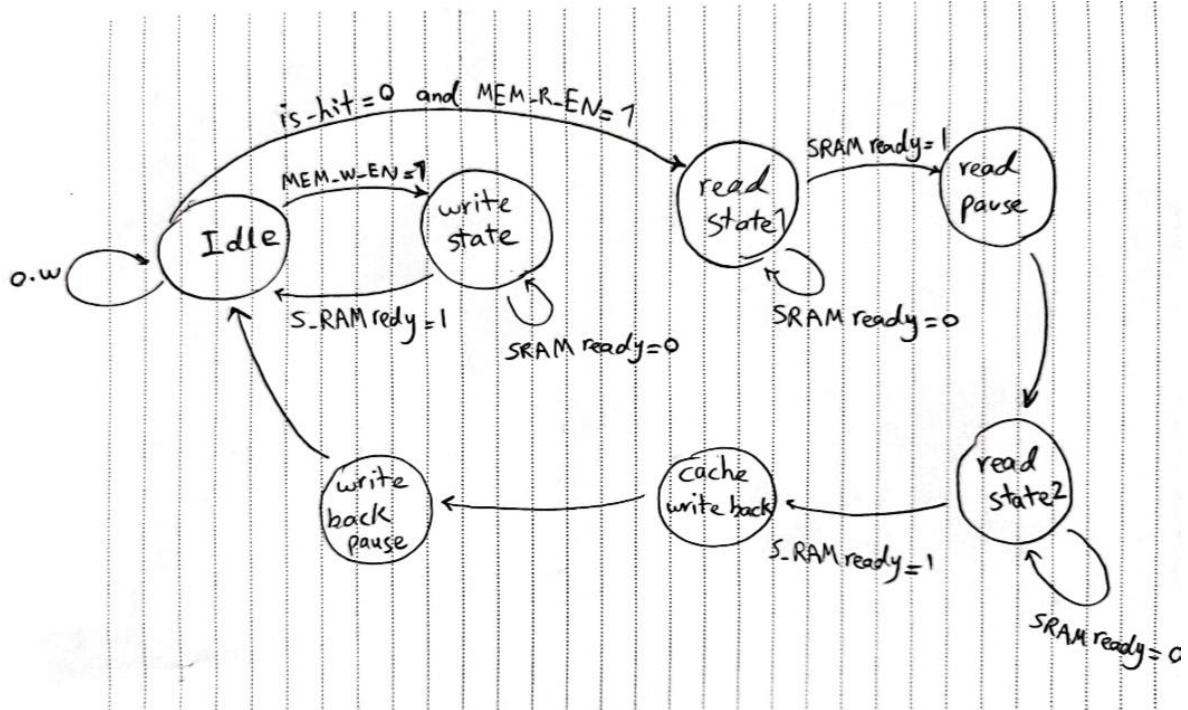 is-hit=0 and MEM-R-EN=1
MEM-W-EN=1
Idle
write
state
o.w
S-RAM redy=1
SRAM ready=0
read
state1
SRAM ready=1
read
pause
SRAM ready=0
read
state2
SRAM ready=0
S-RAM ready=1
cache
write back
write
back
pause